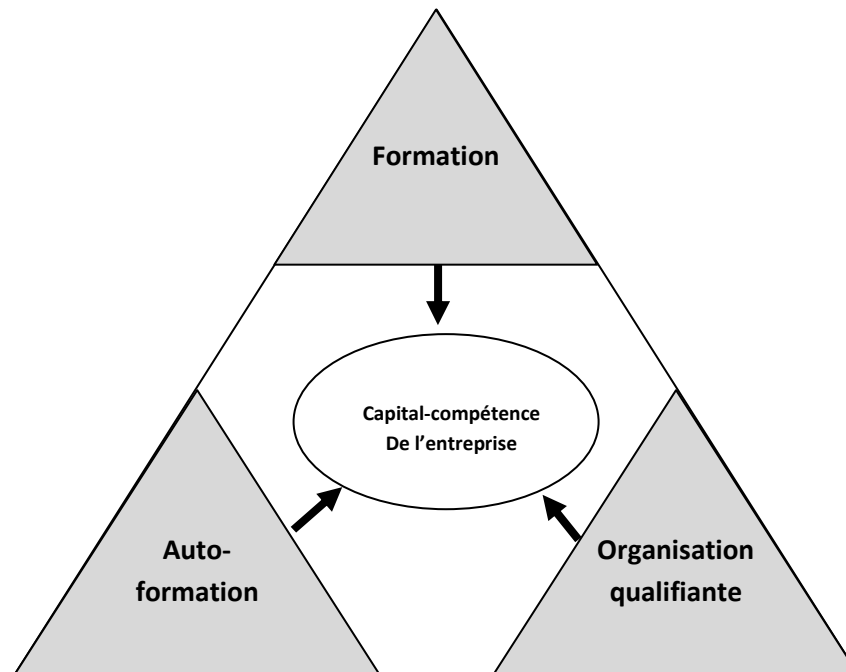 Formation
Capital-compétence
De l’entreprise
Auto-
formation
Organisation
qualifiante